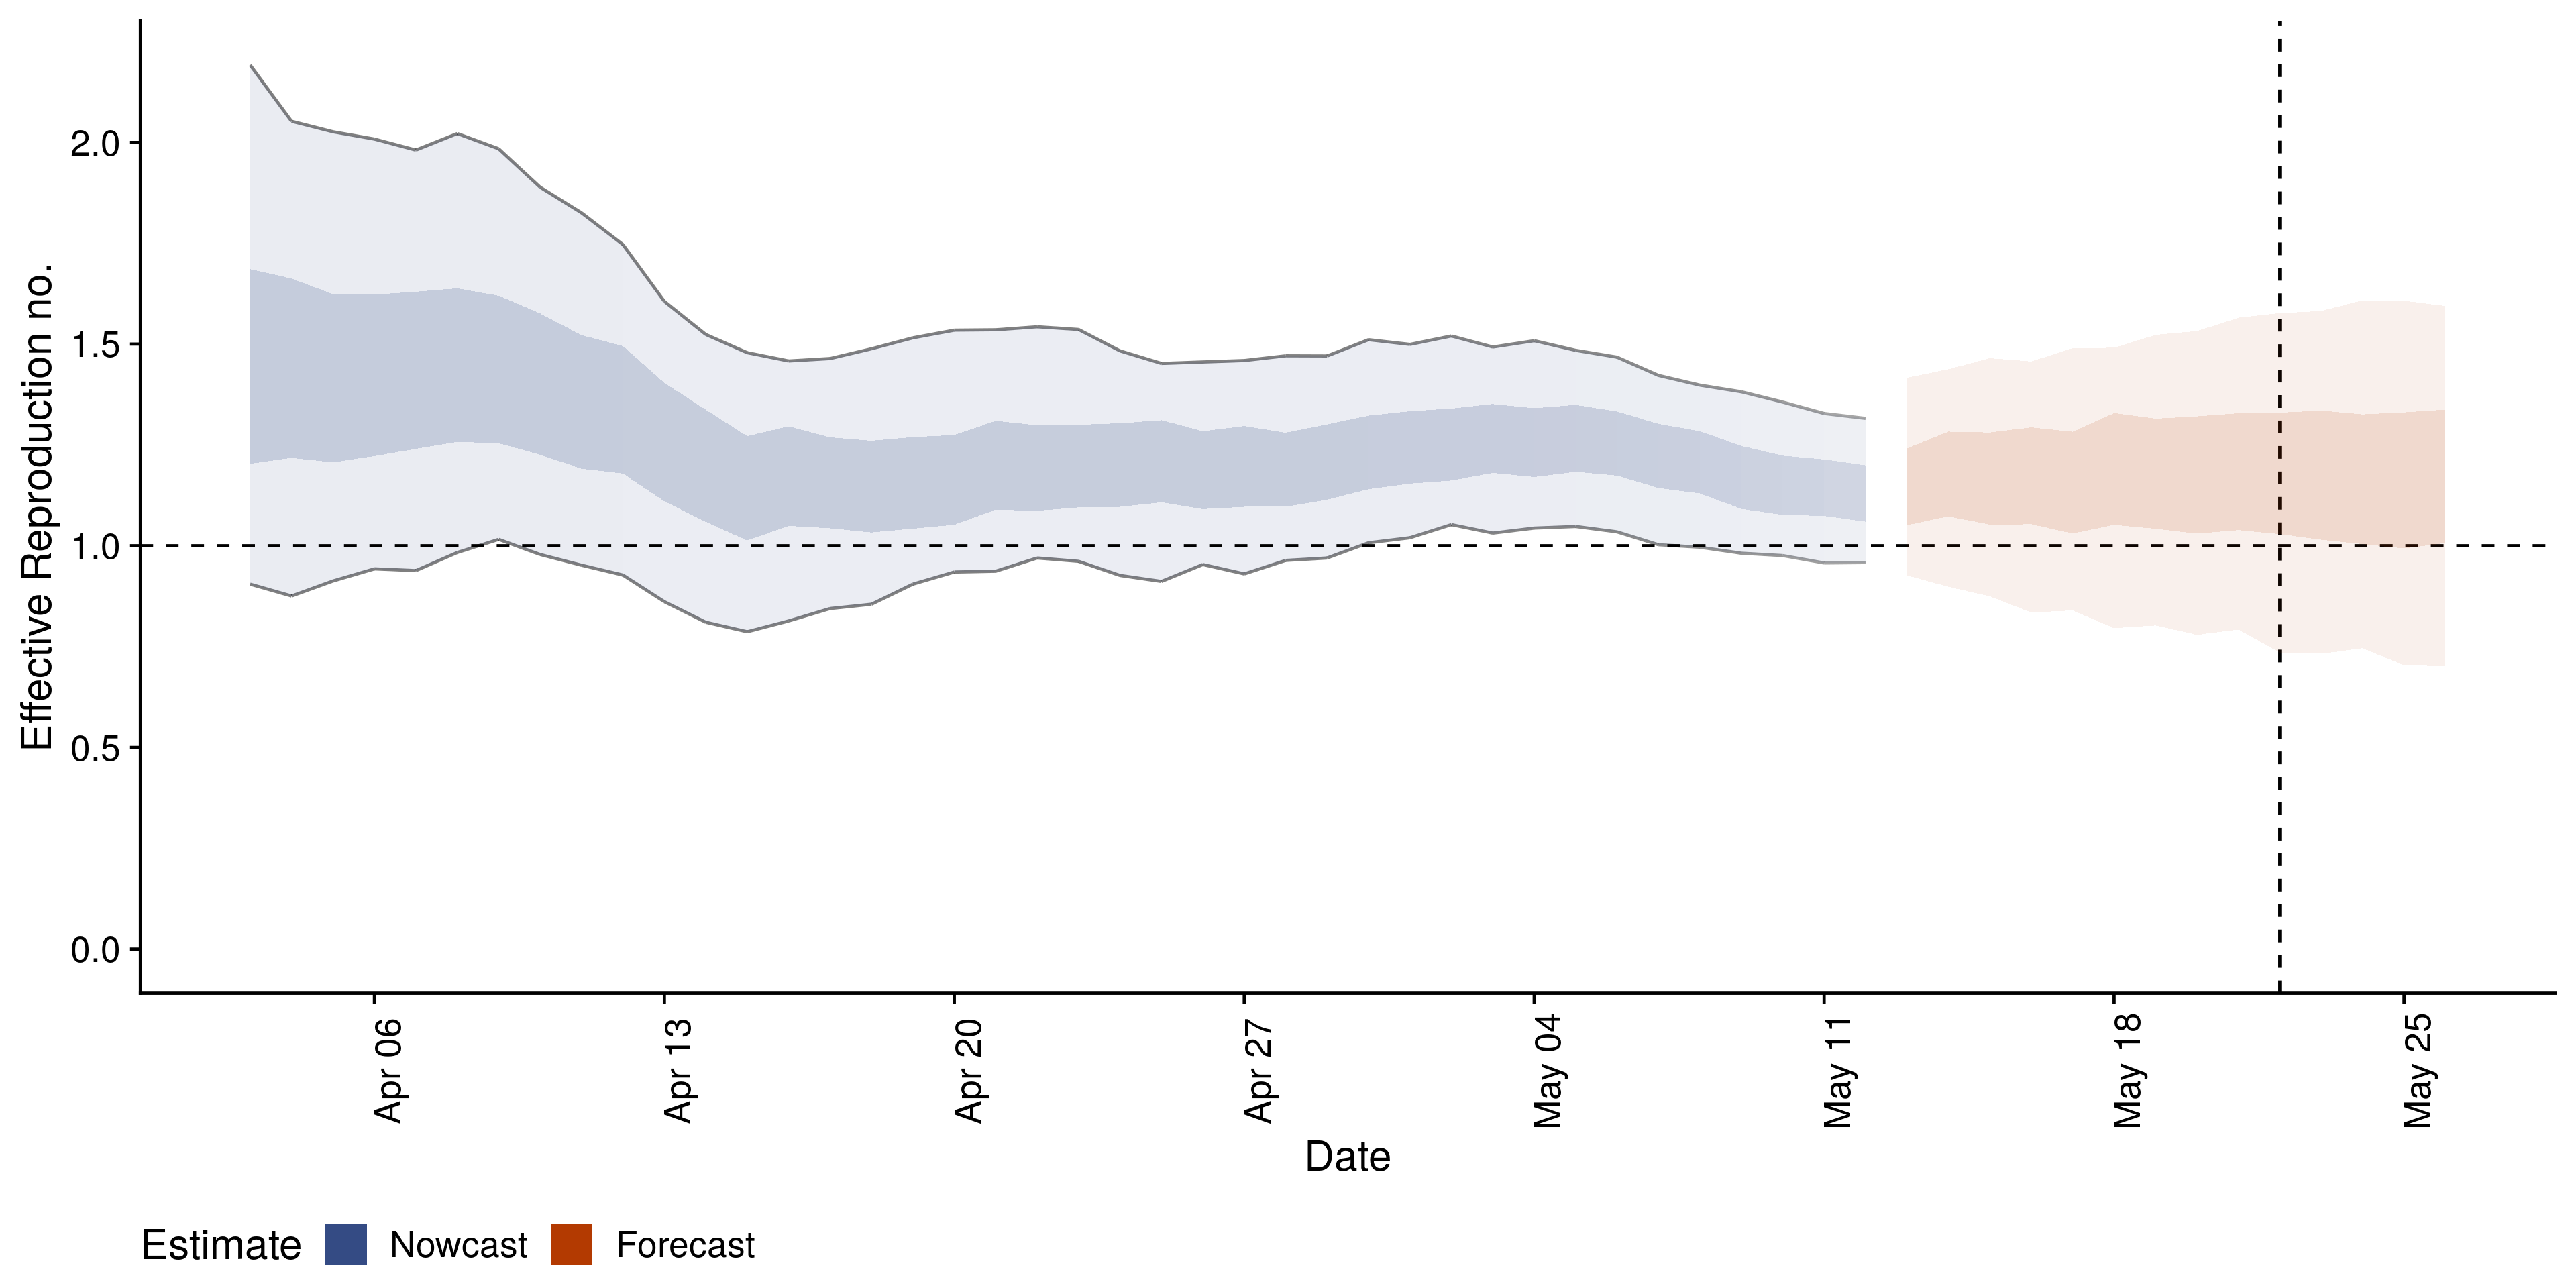 Effective Reproduction no.
2.0
1.5
1.0
0.5
0.0
Apr 06
Apr 13
Apr 20
Apr 27
May 04
May 11
May 18
May 25
Date
Estimate Nowcast Forecast